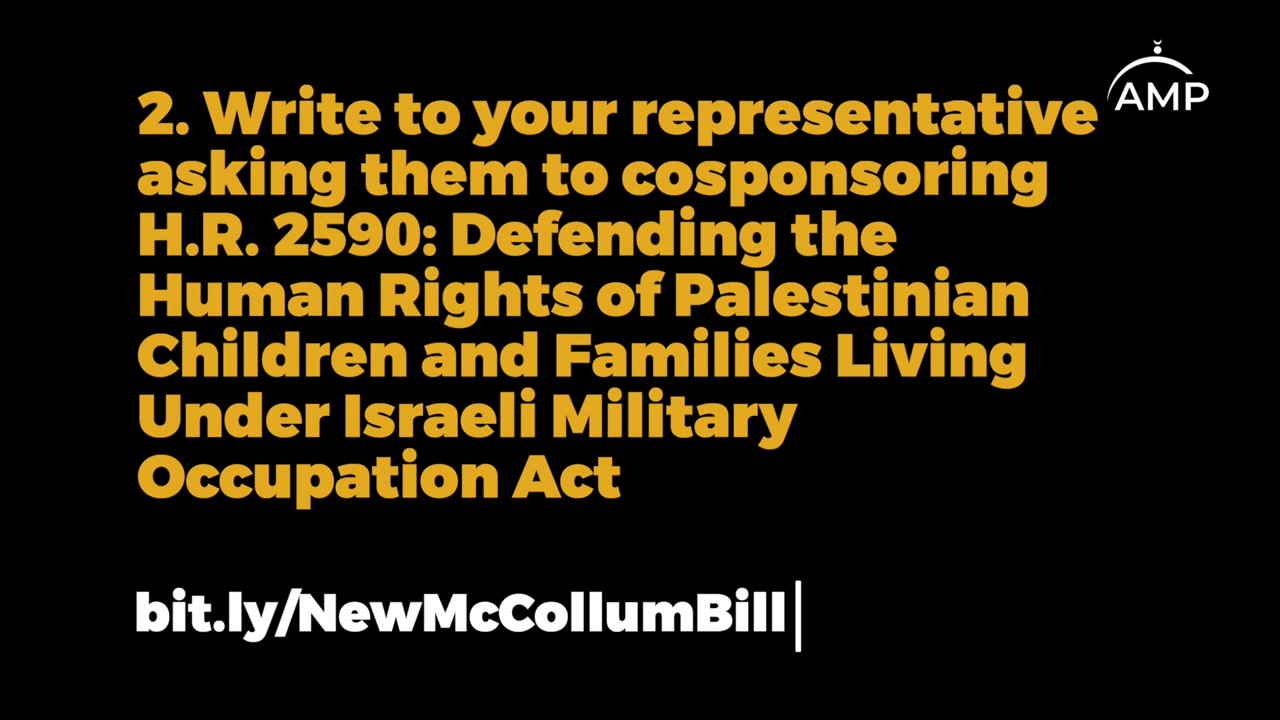 2. Write to your representative
asking them to cosponsoring
H.R. 2590: Defending the
Human Rights of Palestinian
Children and Families Living
Under Israeli Military
Occupation Act
bit.ly/NewMcCollumBill
AMP